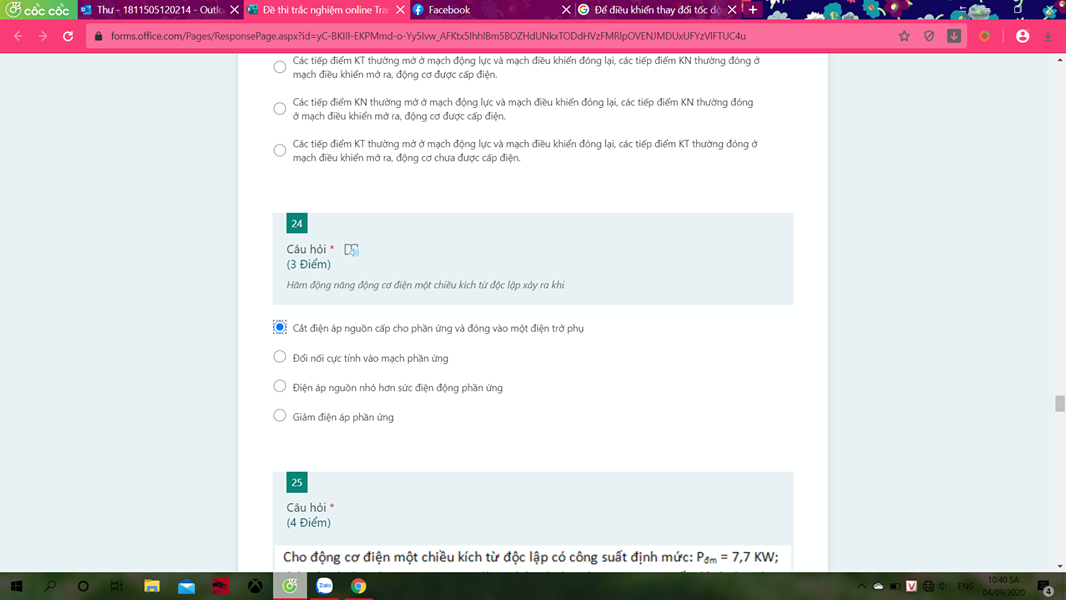 cốc cốc
Thư - 1811505120214 - Outlo
Đề thi trắc nghiệm online Tra
Facebook
Để điều khiển thay đổi tốc độ
forms.office.com/Pages/ResponsePage.aspx?id=
Các tiếp điểm KT thường mở ở mạch động lực và mạch điều khiển đóng lại, các tiếp điểm KN thường đóng ở
mạch điều khiển mở ra, động cơ được cấp điện.
Các tiếp điểm KN thường mở ở mạch động lực và mạch điều khiển đóng lại, các tiếp điểm KN thường đóng
ở mạch điều khiển mở ra, động cơ được cấp điện.
Các tiếp điểm KT thường mở ở mạch động lực và mạch điều khiển đóng lại, các tiếp điểm KT thường đóng ở
mạch điều khiển mở ra, động cơ chưa được cấp điện.
24
Câu hỏi *
(3 Điểm)
Hãm động năng động cơ điện một chiều kích từ độc lập xảy ra khi
Cắt điện áp nguồn cấp cho phần ứng và đóng vào một điện trở phụ
Đổi nối cực tính vào mạch phần ứng
Điện áp nguồn nhỏ hơn sức điện động phần ứng
Giảm điện áp phần ứng
25
Câu hỏi *
(4 Điểm)
Cho động cơ điện một chiều kích từ độc lập có công suất định mức: Pđm = 7,7 KW;
Zalo
V
ENG
10:40 SA
04/09/2020
4